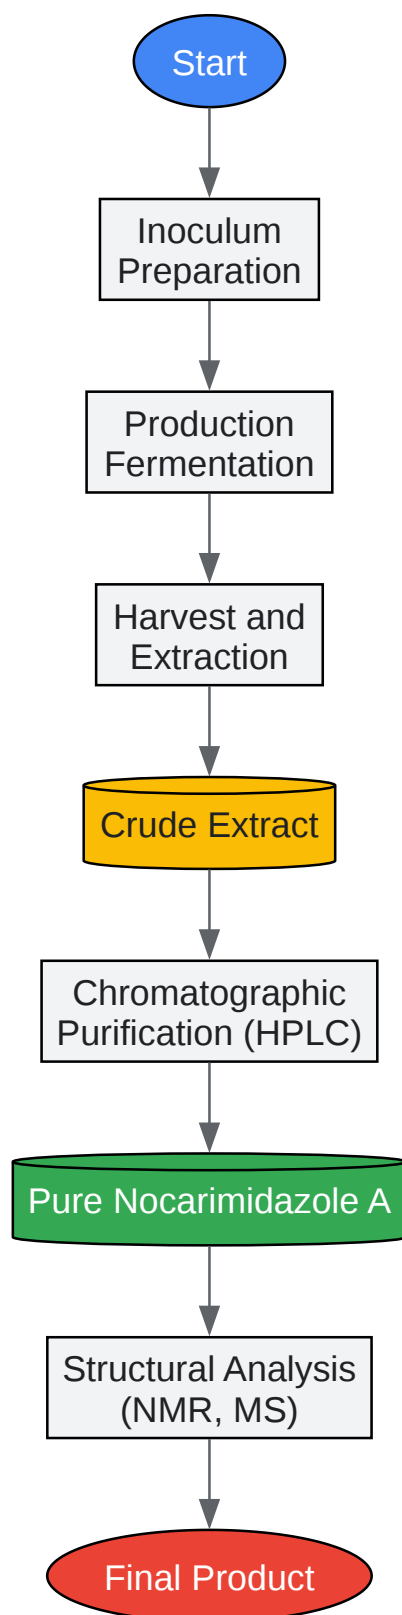 Start
Inoculum
Preparation
Production
Fermentation
Harvest and
Extraction
Crude Extract
Chromatographic
Purification (HPLC)
Pure Nocarimidazole A
Structural Analysis
(NMR, MS)
Final Product